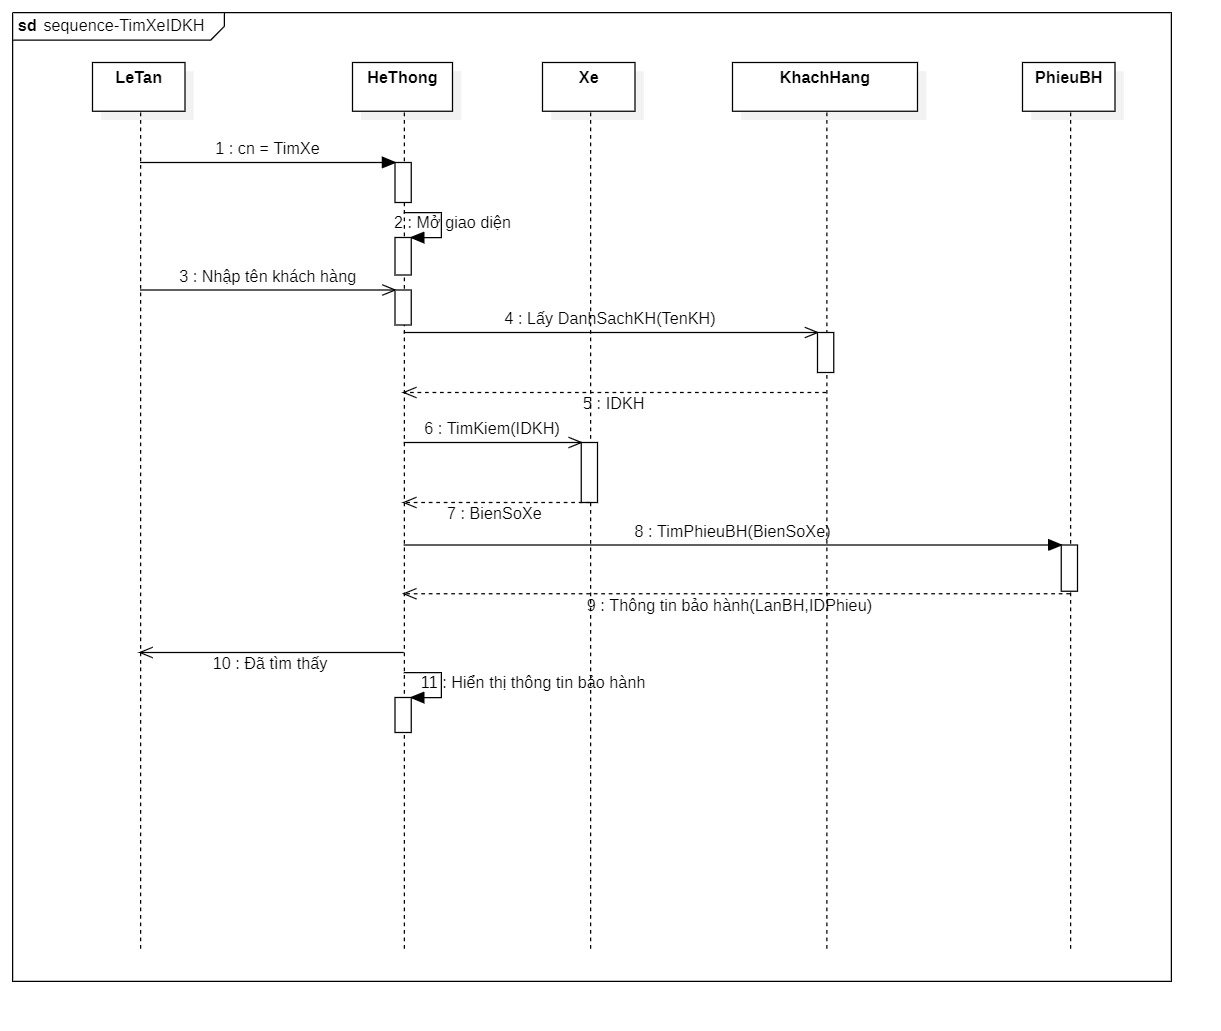 sd sequence-TimXeIDKH
LeTan
HeThong
Xe
KhachHang
PhieuBH
1 : cn = TimXe
2 : Mở giao diện
3 : Nhập tên khách hàng
4 : Lấy DanhSachKH(TenKH)
5 : IDKH
6 : TimKiem(IDKH)
7 : BienSoXe
8 : TimPhieuBH(BienSoXe)
9 : Thông tin bảo hành(LanBH,IDPhieu)
10 : Đã tìm thấy
11 : Hiển thị thông tin bảo hành